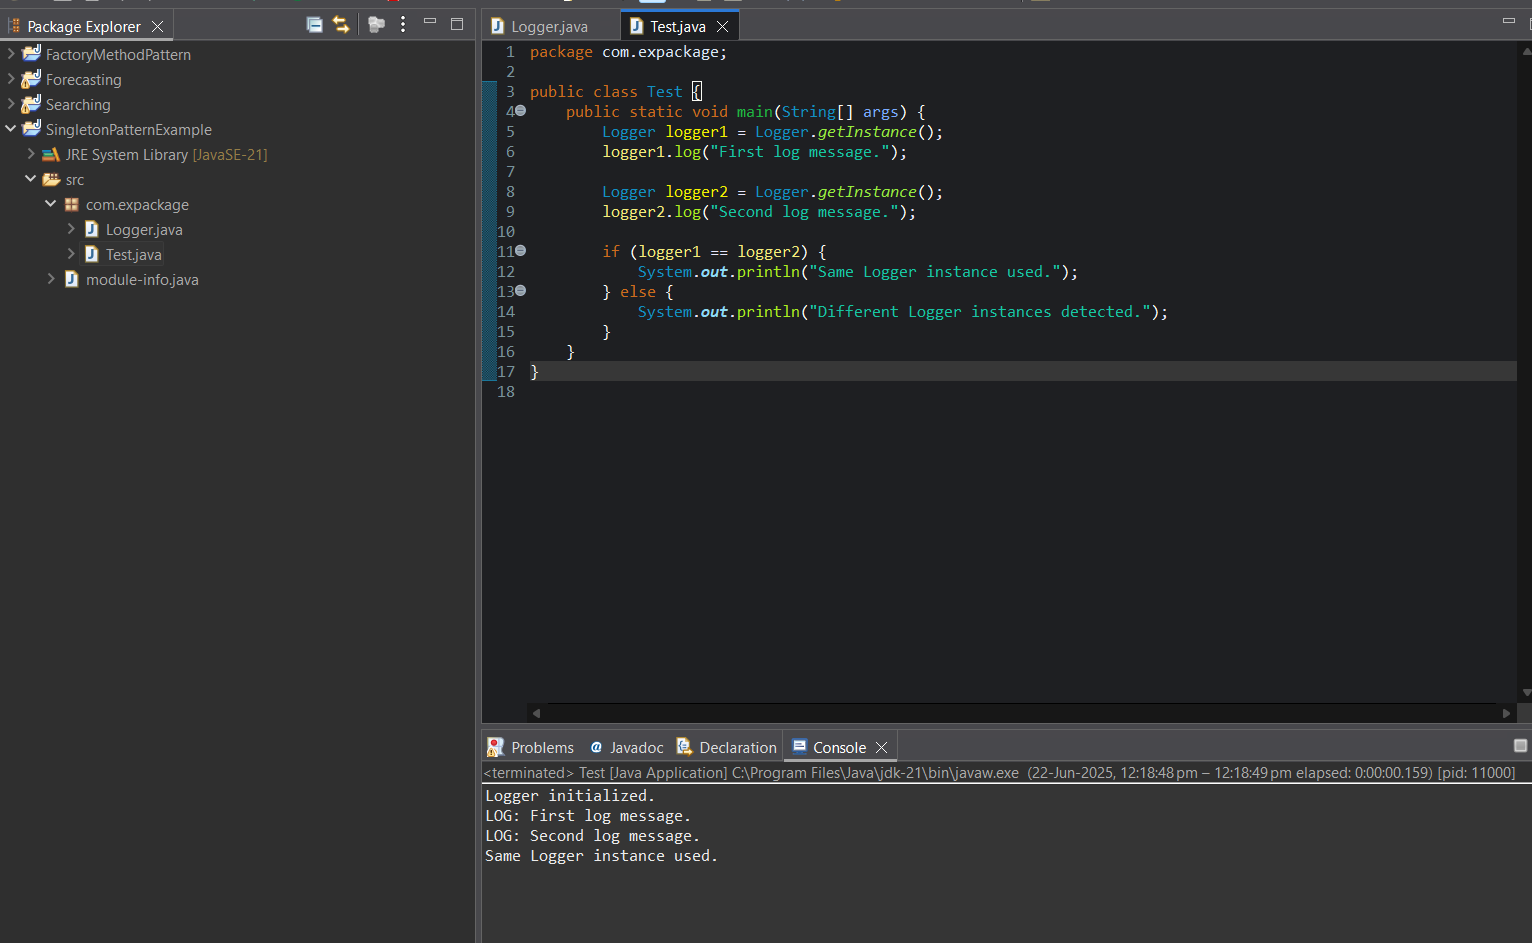 Package Explorer
FactoryMethodPattern
Forecasting
Searching
SingletonPatternExample
JRE System Library [JavaSE-21]
src
com.expackage
Logger.java
Test.java
module-info.java
Logger.java
Test.java
1 package com.expackage;
2
3 public class Test {
4 public static void main(String[] args) {
5 Logger logger1 = Logger.getInstance();
6 logger1.log("First log message.");
7
8 Logger logger2 = Logger.getInstance();
9 logger2.log("Second log message.");
10
11 if (logger1 == logger2) {
12 System.out.println("Same Logger instance used.");
13 } else {
14 System.out.println("Different Logger instances detected.");
15 }
16 }
17 }
18
Problems @ Javadoc Declaration Console
<terminated> Test [Java Application] C:\Program Files\Java\jdk-21\bin\javaw.exe (22-Jun-2025, 12:18:48 pm – 12:18:49 pm elapsed: 0:00:00.159) [pid: 11000]
Logger initialized.
LOG: First log message.
LOG: Second log message.
Same Logger instance used.